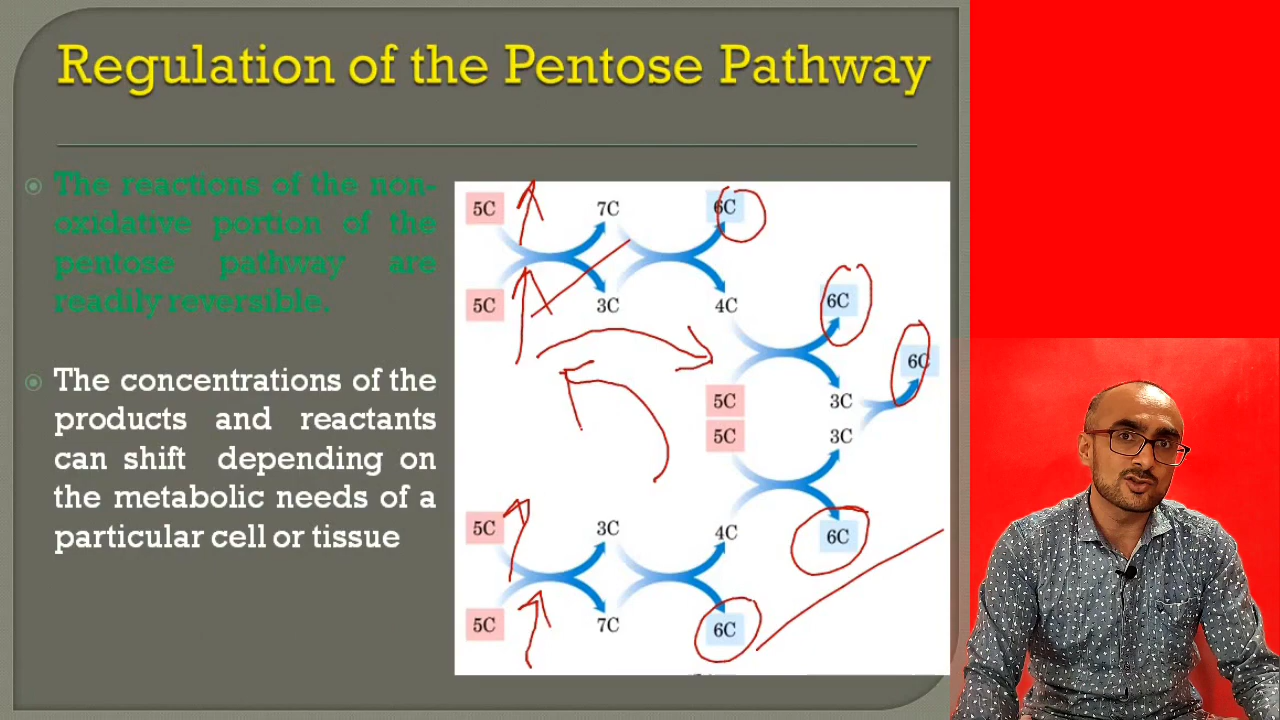 Regulation of the Pentose Pathway
The reactions of the non-
oxidative portion of the
pentose pathway are
readily reversible.
The concentrations of the
products and reactants
can shift depending on
the metabolic needs of a
particular cell or tissue
5C 7C 6C
5C 3C 4C
6C
6C
5C 3C
5C 3C
5C 3C 4C 6C
5C 7C 6C